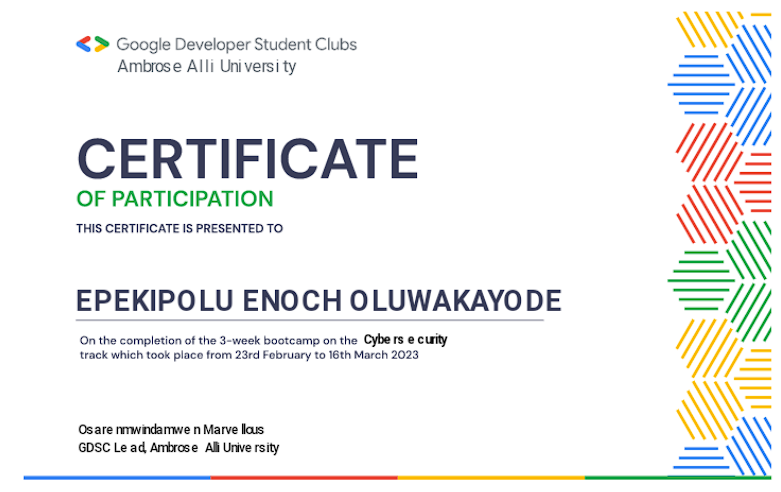 Google Developer Student Clubs
Ambrose Alli University
CERTIFICATE
OF PARTICIPATION
THIS CERTIFICATE IS PRESENTED TO
EPEKIPOLU ENOCH OLUWAKAYODE
On the completion of the 3-week bootcamp on the Cybersecurity
track which took place from 23rd February to 16th March 2023
Osarenmwindamwen Marvellous
GDSC Lead, Ambrose Alli University